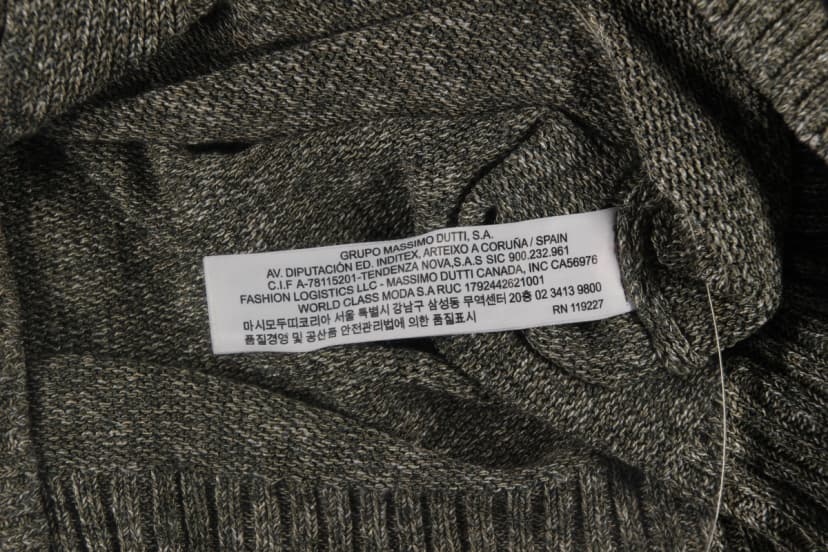 GRUPO MASSIMO DUTTI, S.A.
AV. DIPUTACIÓN ED. INDITEX, ARTEIXO A CORUÑA / SPAIN
C.I.F A-78115201-TENDENZA NOVA,S.A.S SIC 900.232.961
FASHION LOGISTICS LLC - MASSIMO DUTTI CANADA, INC CA56976
WORLD CLASS MODA S.A RUC 1792442621001
마시모두띠코리아 서울 특별시 강남구 삼성동 무역센터 20층 02 3413 9800
품질경영 및 공산품 안전관리법에 의한 품질표시 RN 119227